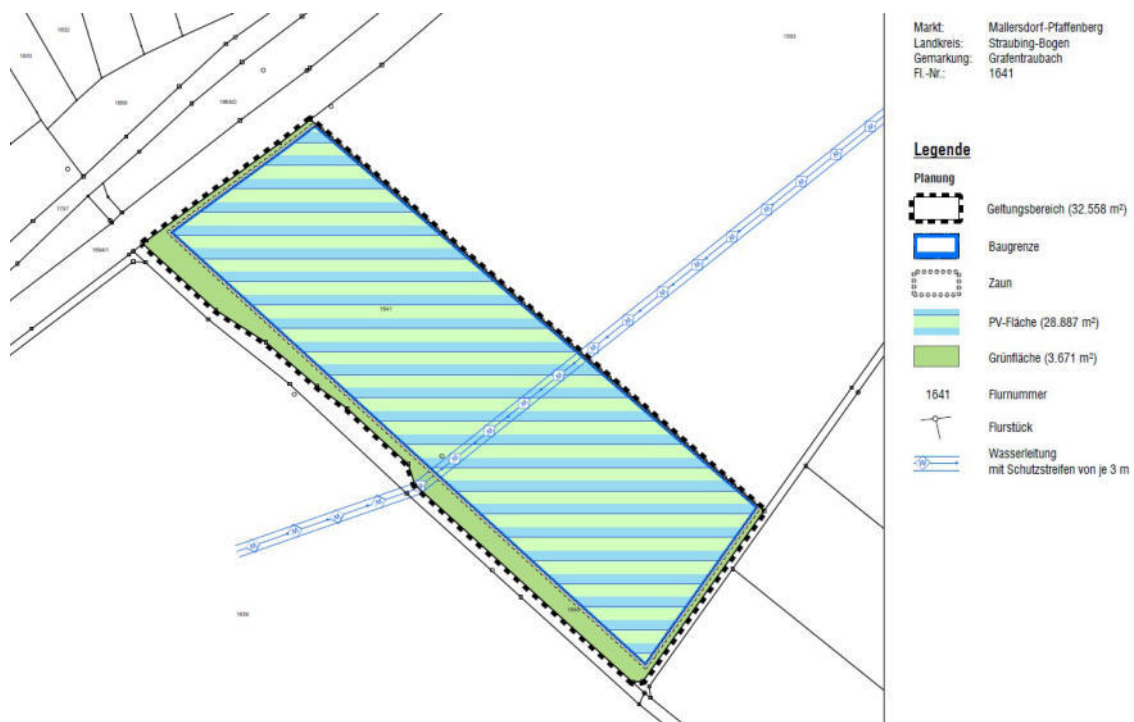 Markt: Mallersdorf-Pfaffenberg
Landkreis: Straubing-Bogen
Gemarkung: Grafentraubach
Fl.-Nr.: 1641
Legende
Planung
Geltungsbereich (32.558 m²)
Baugrenze
Zaun
PV-Fläche (28.887 m²)
Grünfläche (3.671 m²)
1641 Flurnummer
Flurstück
W Wasserleitung
mit Schutzstreifen von je 3 m
1641